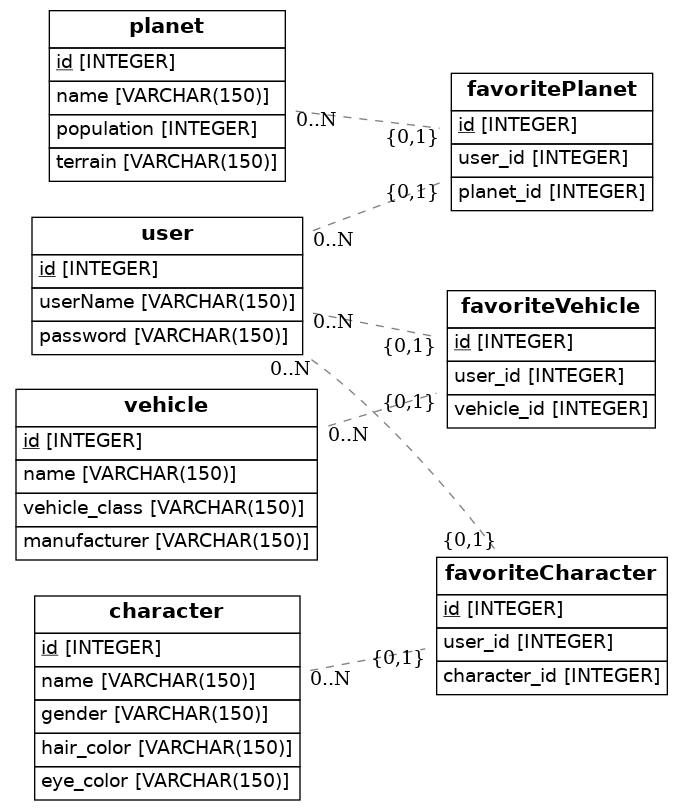 planet
id [INTEGER]
name [VARCHAR(150)]
population [INTEGER]
terrain [VARCHAR(150)]
0..N
{0,1}
favoritePlanet
id [INTEGER]
user_id [INTEGER]
planet_id [INTEGER]
{0,1}
0..N
user
id [INTEGER]
userName [VARCHAR(150)]
password [VARCHAR(150)]
0..N
{0,1}
0..N
favoriteVehicle
id [INTEGER]
user_id [INTEGER]
vehicle_id [INTEGER]
{0,1}
0..N
vehicle
id [INTEGER]
name [VARCHAR(150)]
vehicle_class [VARCHAR(150)]
manufacturer [VARCHAR(150)]
{0,1}
favoriteCharacter
id [INTEGER]
user_id [INTEGER]
character_id [INTEGER]
{0,1}
0..N
character
id [INTEGER]
name [VARCHAR(150)]
gender [VARCHAR(150)]
hair_color [VARCHAR(150)]
eye_color [VARCHAR(150)]